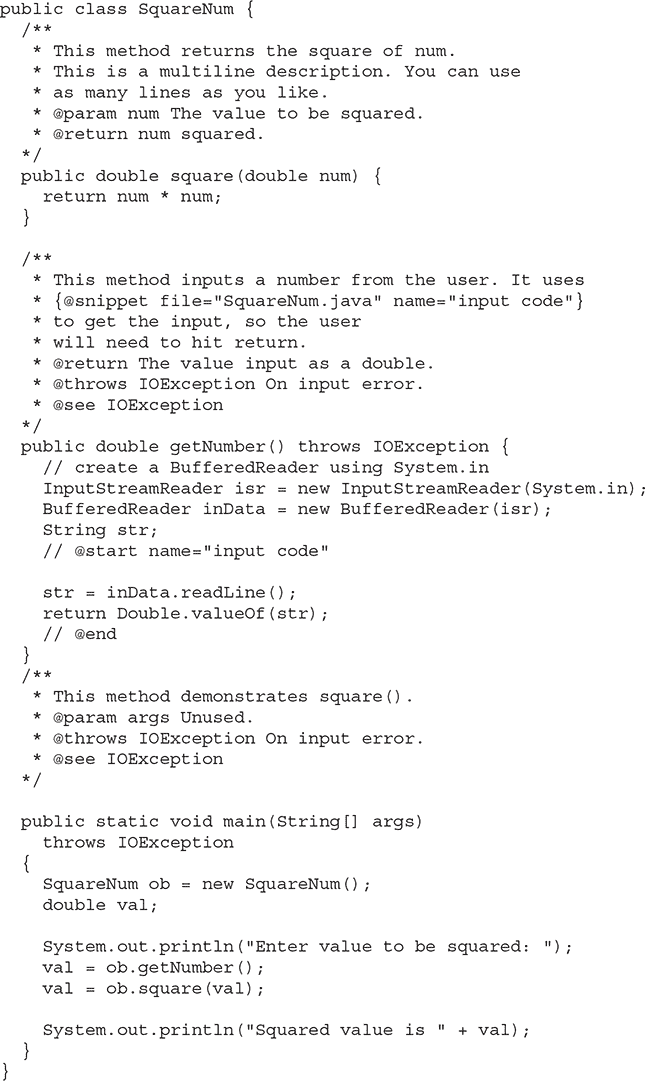 public class SquareNum {
  /**
   * This method returns the square of num.
   * This is a multiline description. You can use
   * as many lines as you like.
   * @param num The value to be squared.
   * @return num squared.
  */
  public double square(double num) {
    return num * num;
  }

  /**
   * This method inputs a number from the user. It uses
   * {@snippet file="SquareNum.java" name="input code"}
   * to get the input, so the user
   * will need to hit return.
   * @return The value input as a double.
   * @throws IOException On input error.
   * @see IOException
  */
  public double getNumber() throws IOException {
    // create a BufferedReader using System.in
    InputStreamReader isr = new InputStreamReader(System.in);
    BufferedReader inData = new BufferedReader(isr);
    String str;
    // @start name="input code"

    str = inData.readLine();
    return Double.valueOf(str);
    // @end
  }
  /**
   * This method demonstrates square().
   * @param args Unused.
   * @throws IOException On input error.
   * @see IOException
  */

  public static void main(String[] args)
    throws IOException
  {
    SquareNum ob = new SquareNum();
    double val;

    System.out.println("Enter value to be squared: ");
    val = ob.getNumber();
    val = ob.square(val);

    System.out.println("Squared value is " + val);
  }
}